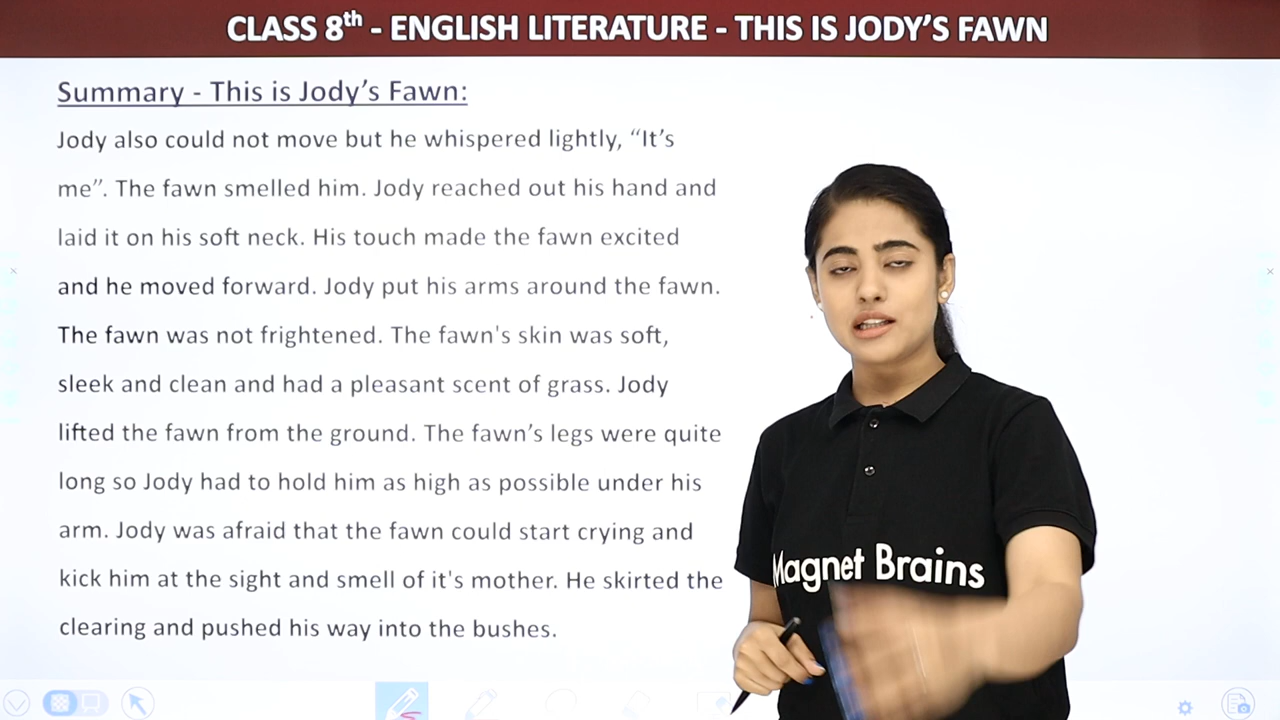 CLASS 8th - ENGLISH LITERATURE - THIS IS JODY’S FAWN
Summary - This is Jody’s Fawn:
Jody also could not move but he whispered lightly, “It’s
me”. The fawn smelled him. Jody reached out his hand and
laid it on his soft neck. His touch made the fawn excited
and he moved forward. Jody put his arms around the fawn.
The fawn was not frightened. The fawn's skin was soft,
sleek and clean and had a pleasant scent of grass. Jody
lifted the fawn from the ground. The fawn’s legs were quite
long so Jody had to hold him as high as possible under his
arm. Jody was afraid that the fawn could start crying and
kick him at the sight and smell of it's mother. He skirted the
clearing and pushed his way into the bushes.
Magnet Brains